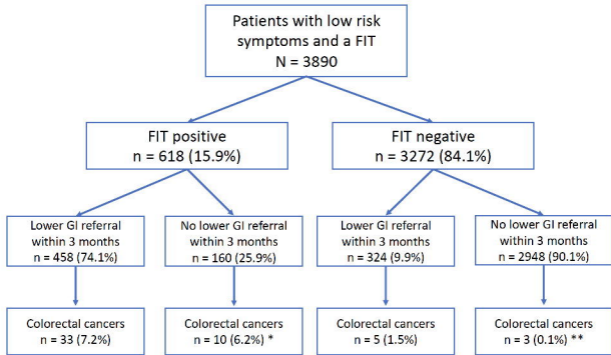 Patients with low risk
symptoms and a FIT
N = 3890
FIT positive
n = 618 (15.9%)
FIT negative
n = 3272 (84.1%)
Lower GI referral
within 3 months
n = 458 (74.1%)
No lower GI referral
within 3 months
n = 160 (25.9%)
Lower GI referral
within 3 months
n = 324 (9.9%)
No lower GI referral
within 3 months
n = 2948 (90.1%)
Colorectal cancers
n = 33 (7.2%)
Colorectal cancers
n = 10 (6.2%) *
Colorectal cancers
n = 5 (1.5%)
Colorectal cancers
n = 3 (0.1%) **